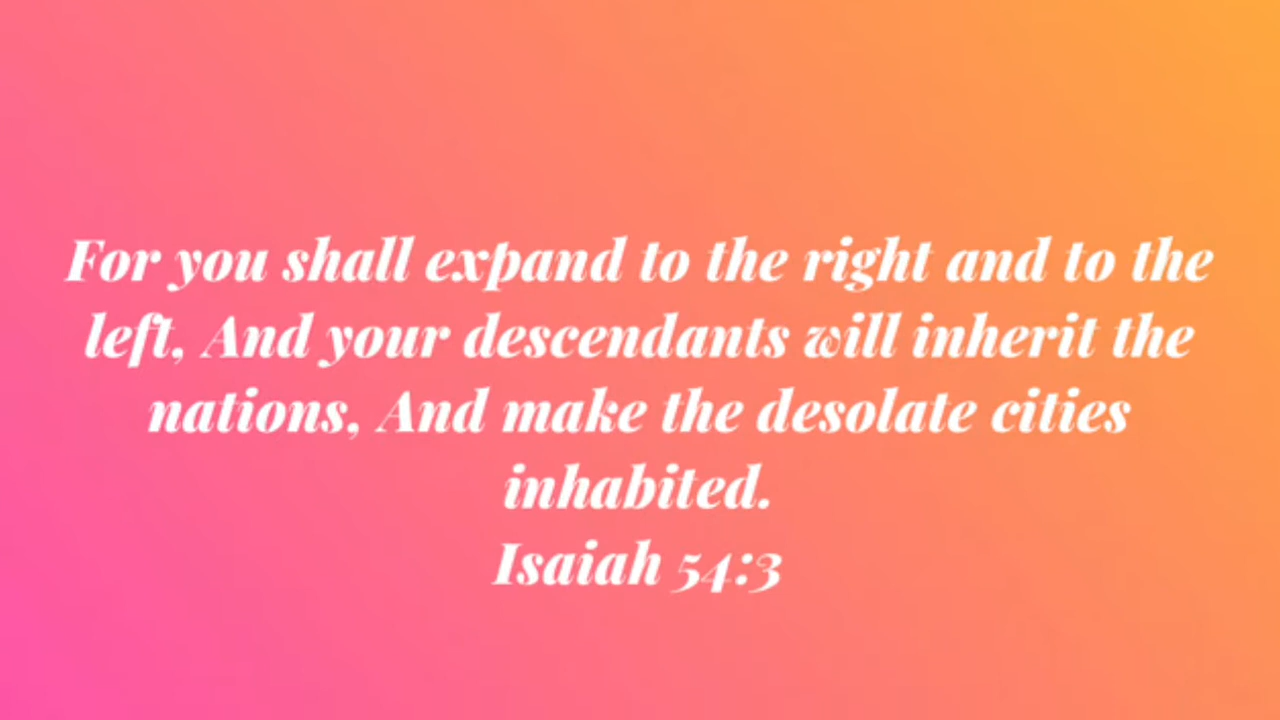 For you shall expand to the right and to the
left, And your descendants will inherit the
nations, And make the desolate cities
inhabited.
Isaiah 54:3